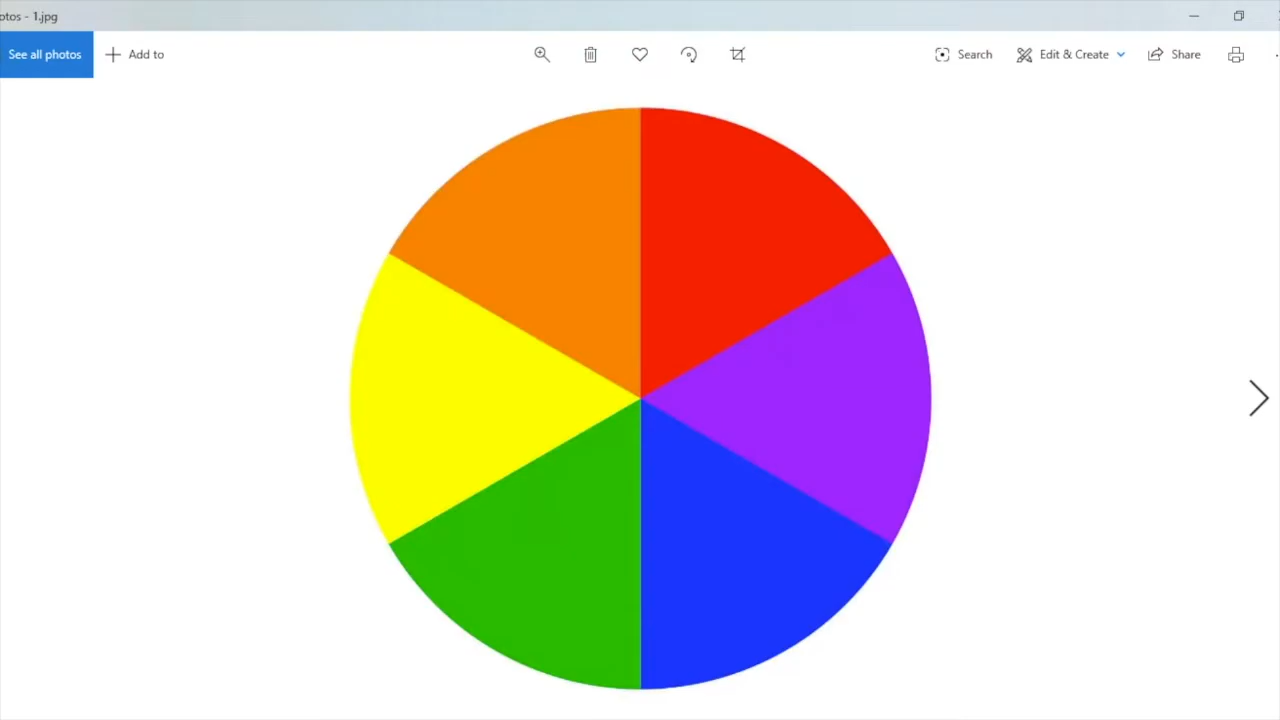 otos - 1.jpg
See all photos
Add to
Search
Edit & Create
Share